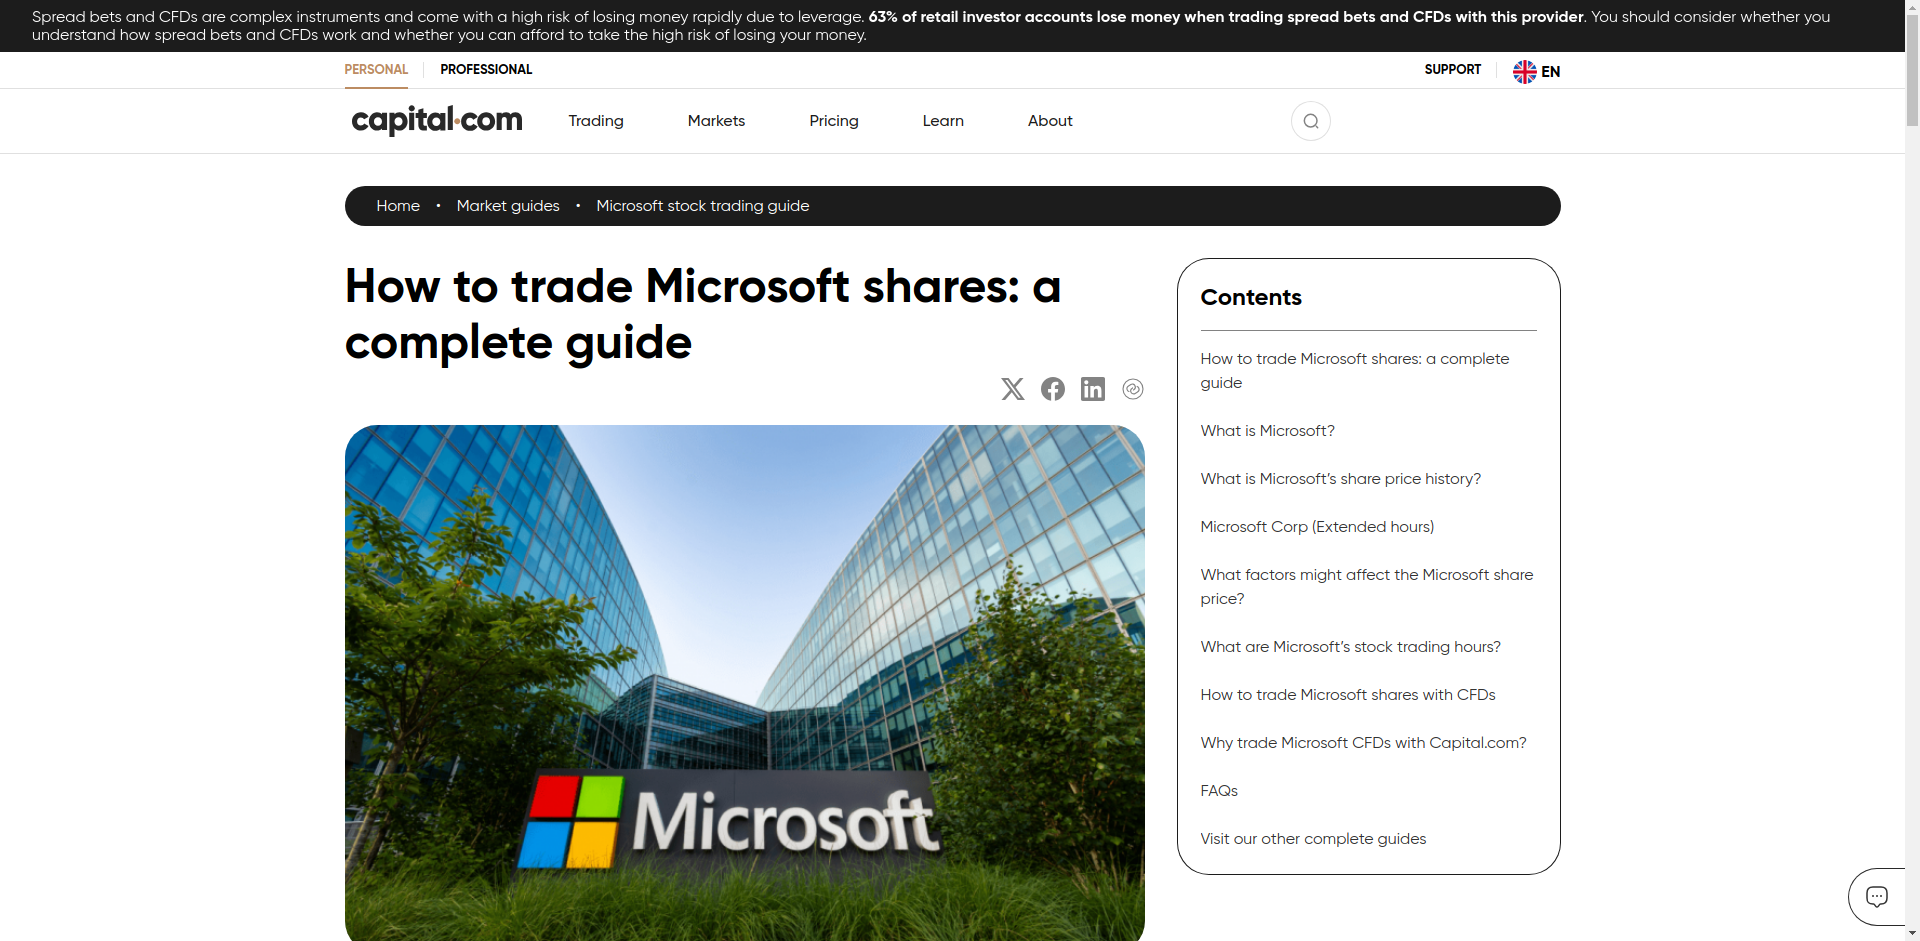 Spread bets and CFDs are complex instruments and come with a high risk of losing money rapidly due to leverage. 63% of retail investor accounts lose money when trading spread bets and CFDs with this provider. You should consider whether you
understand how spread bets and CFDs work and whether you can afford to take the high risk of losing your money.
PERSONAL
PROFESSIONAL
SUPPORT
EN
capital.com
Trading
Markets
Pricing
Learn
About
Home • Market guides • Microsoft stock trading guide
How to trade Microsoft shares: a
complete guide
Microsoft
Contents
How to trade Microsoft shares: a complete
guide
What is Microsoft?
What is Microsoft’s share price history?
Microsoft Corp (Extended hours)
What factors might affect the Microsoft share
price?
What are Microsoft’s stock trading hours?
How to trade Microsoft shares with CFDs
Why trade Microsoft CFDs with Capital.com?
FAQs
Visit our other complete guides